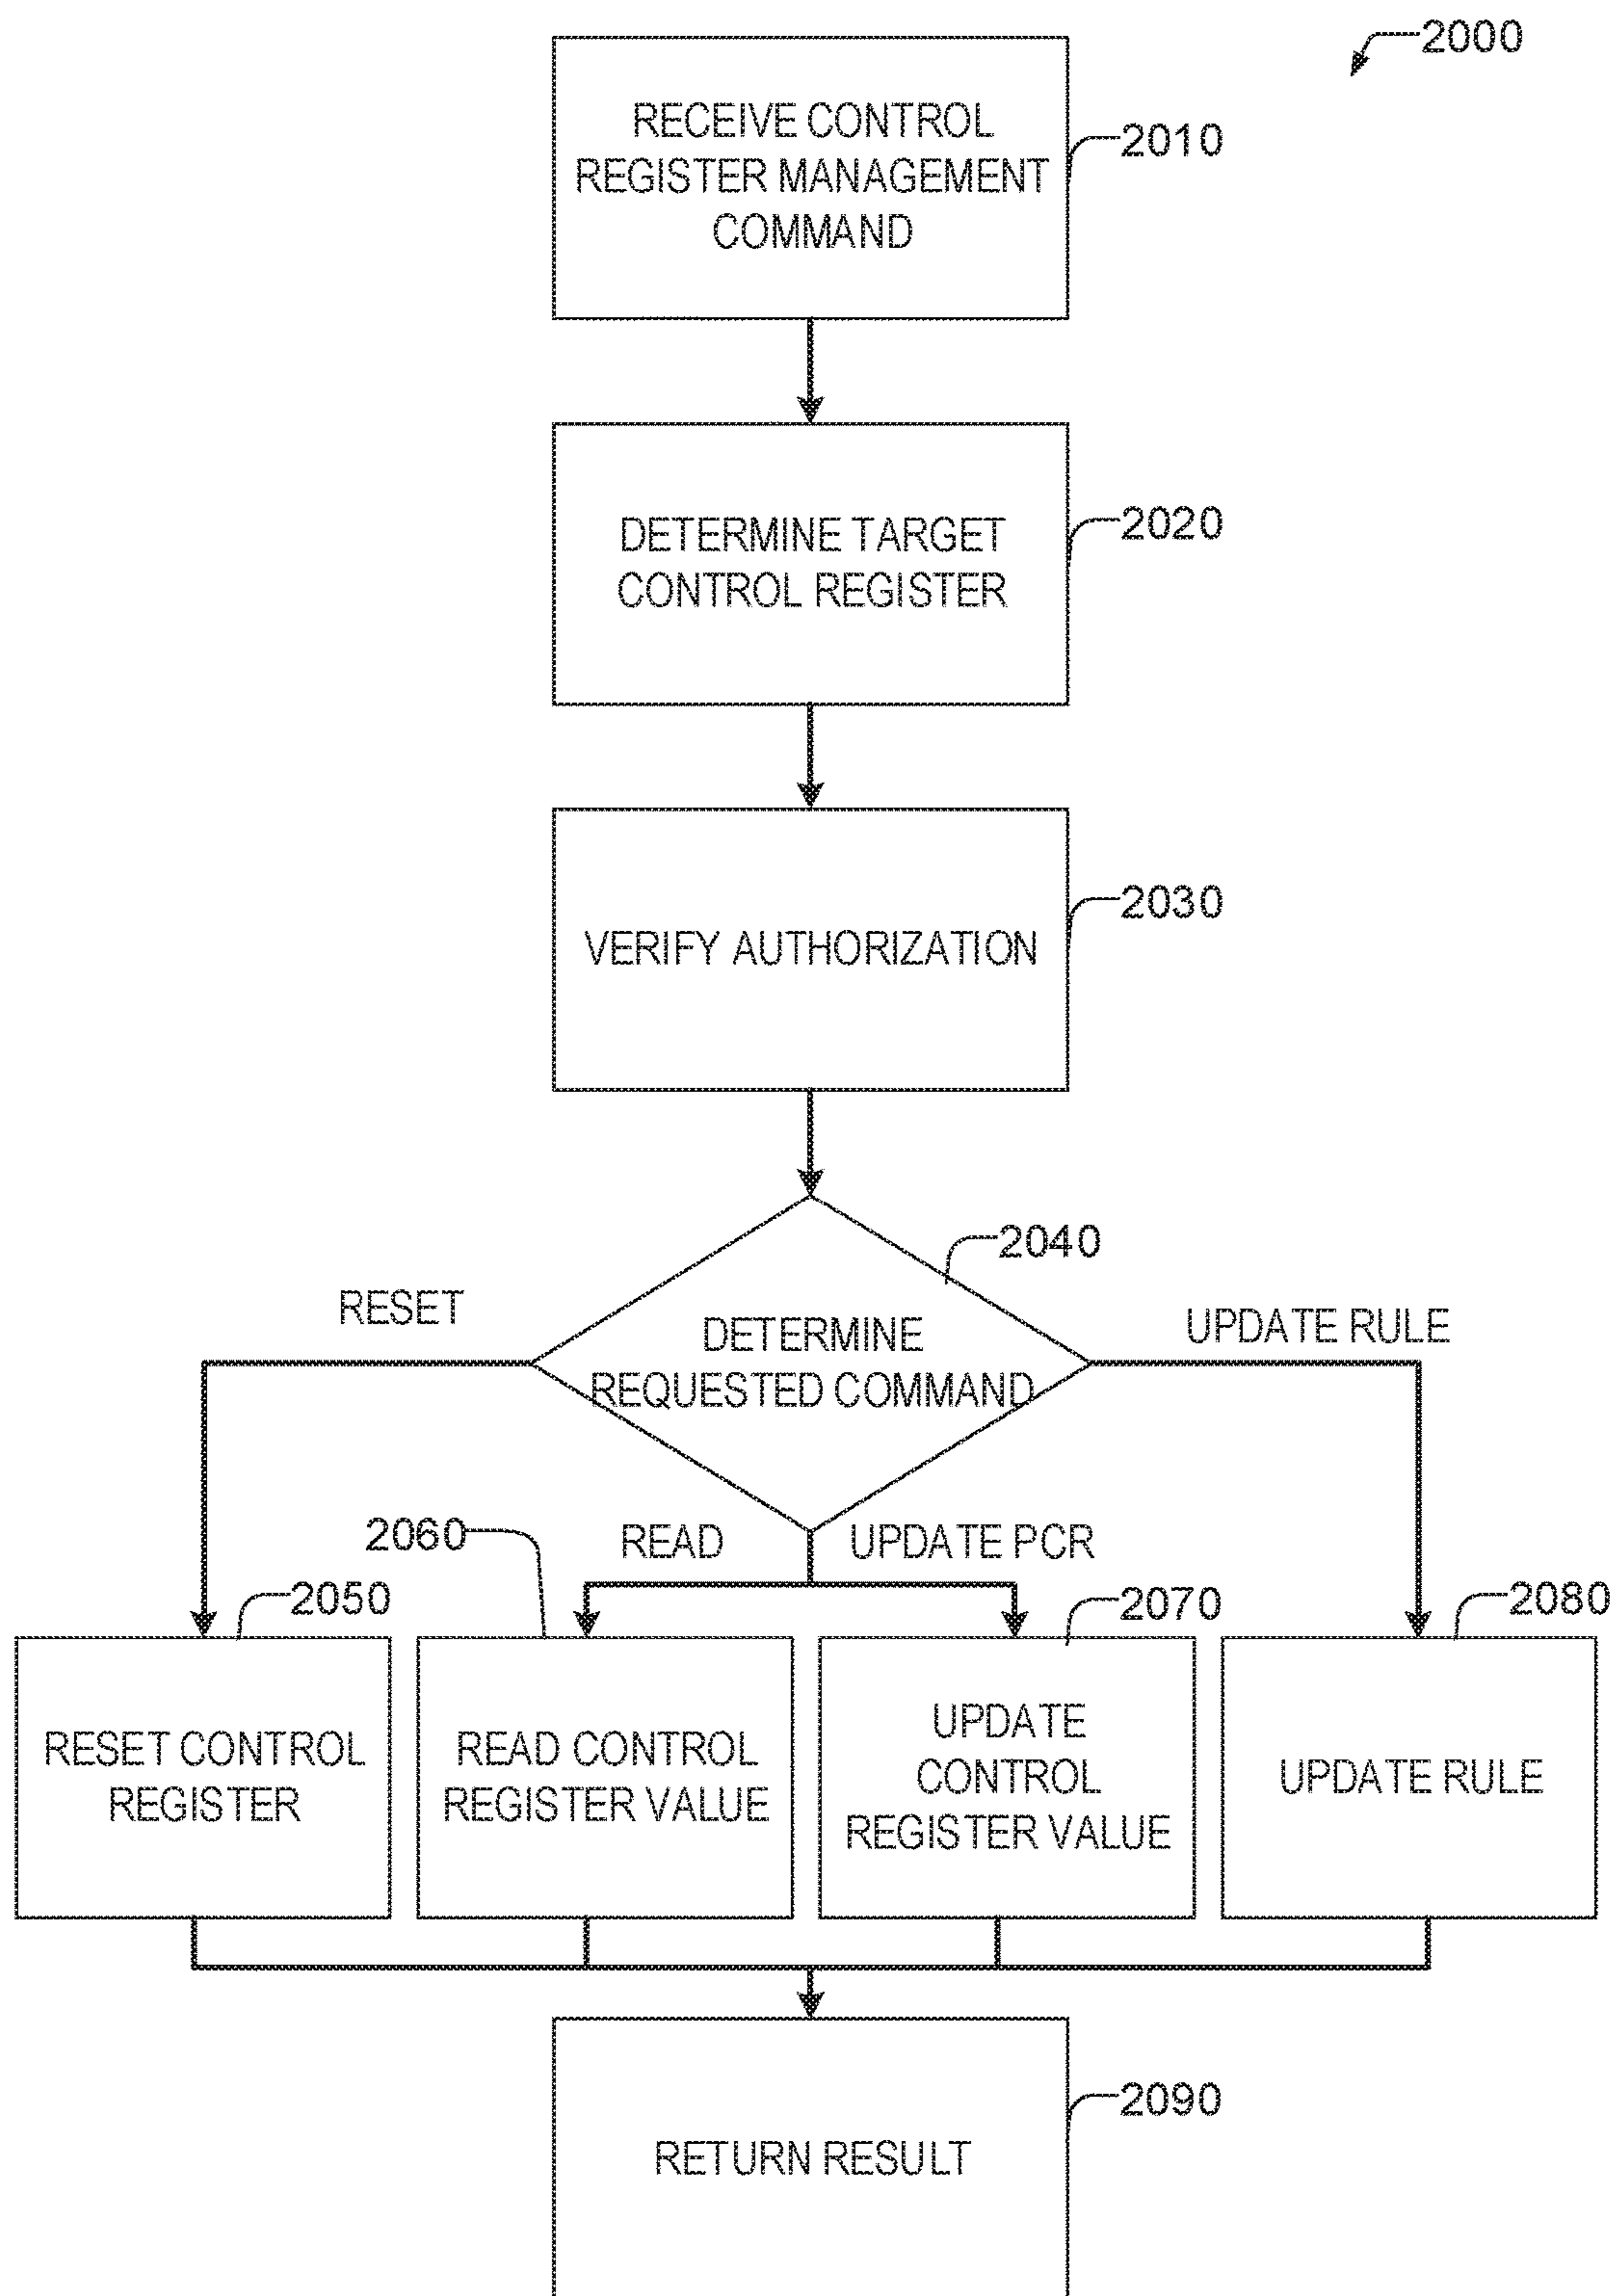 2000
RECEIVE CONTROL
REGISTER MANAGEMENT
COMMAND
2010
DETERMINE TARGET
CONTROL REGISTER
2020
VERIFY AUTHORIZATION
2030
2040
RESET
DETERMINE
REQUESTED COMMAND
UPDATE RULE
2060
READ
UPDATE PCR
2050
2070
2080
RESET CONTROL
REGISTER
READ CONTROL
REGISTER VALUE
UPDATE
CONTROL
REGISTER VALUE
UPDATE RULE
2090
RETURN RESULT